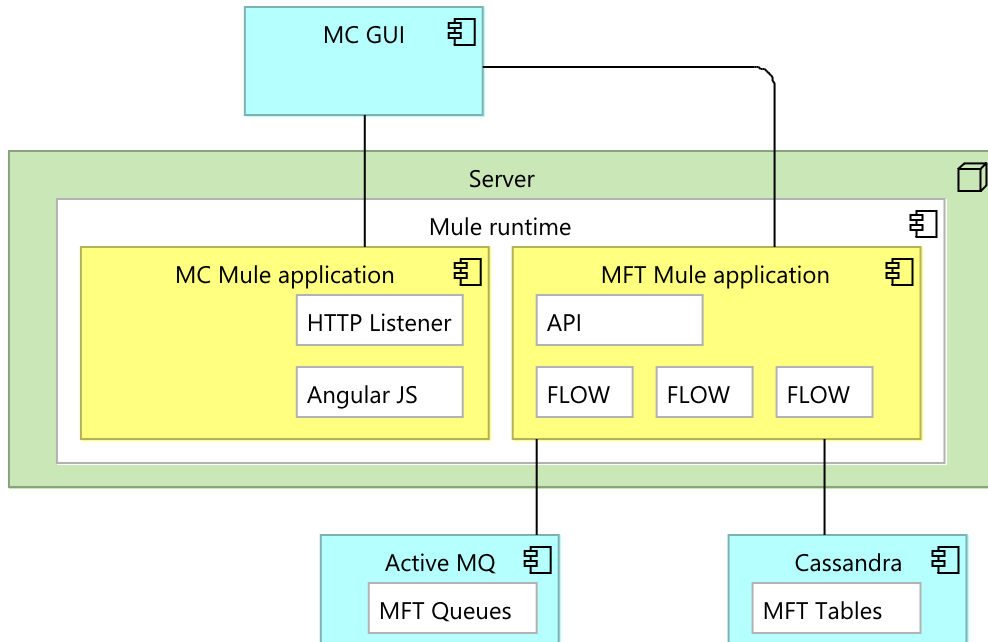 MC GUI
Server
Mule runtime
MC Mule application
MFT Mule application
HTTP Listener
API
Angular JS
FLOW
FLOW
FLOW
Active MQ
Cassandra
MFT Queues
MFT Tables